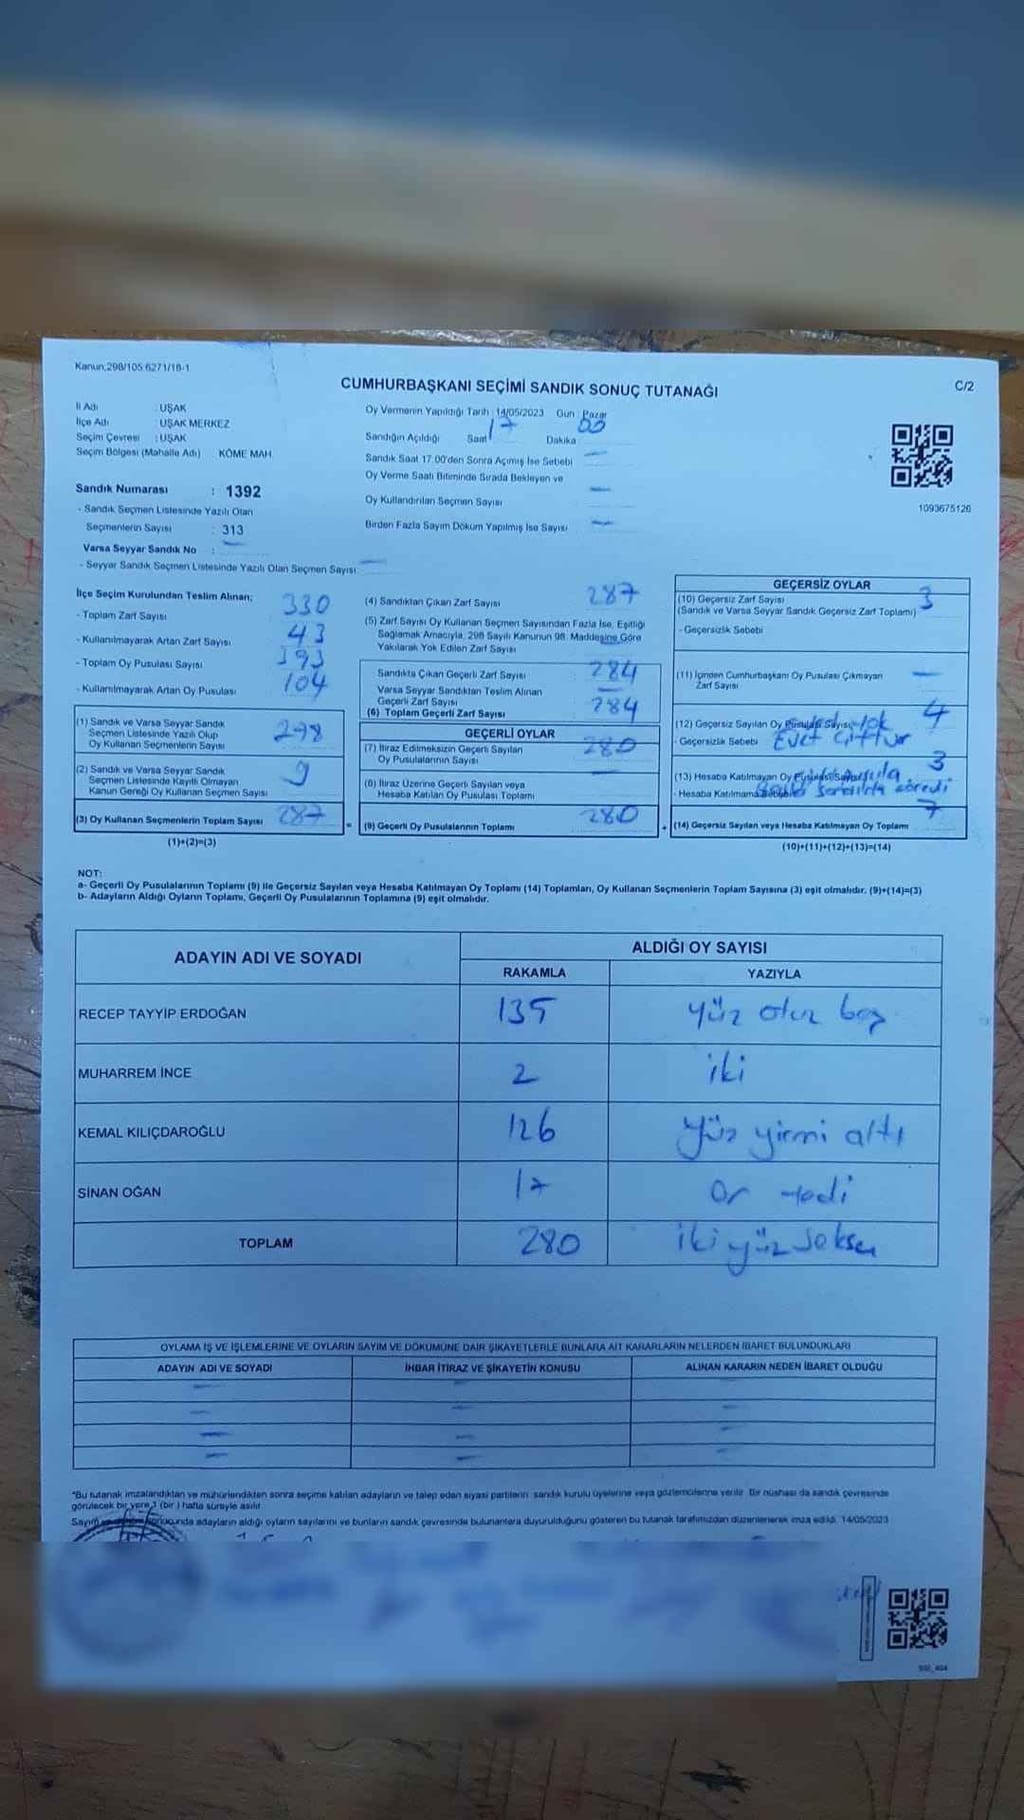 Kanun;298/105 6271/18-1
CUMHURBAŞKANI SEÇİMİ SANDIK SONUÇ TUTANAĞI
C/2
İl Adı : UŞAK
İlçe Adı : UŞAK MERKEZ
Seçim Çevresi : UŞAK
Seçim Bölgesi (Mahalle Adı) KÖME MAH
Sandık Numarası : 1392
- Sandık Seçmen Listesinde Yazılı Olan
Seçmenlerin Sayısı : 313
Varsa Seyyar Sandık No :
- Seyyar Sandık Seçmen Listesinde Yazılı Olan Seçmen Sayısı
Oy Vermenin Yapıldığı Tarih : 14/05/2023 Gün : Pazar
Sandığın Açıldığı Saat 17 Dakika 00
Sandık Saat 17.00'den Sonra Açımış İse Sebebi
Oy Verme Saati Bitiminde Sırada Bekleyen ve
Oy Kullandırılan Seçmen Sayısı
Birden Fazla Sayım Döküm Yapılmış İse Sayısı
1093675126
İlçe Seçim Kurulundan Teslim Alınan;
- Toplam Zarf Sayısı 330
- Kullanılmayarak Artan Zarf Sayısı 43
- Toplam Oy Pusulası Sayısı 393
- Kullanılmayarak Artan Oy Pusulası 104
(1) Sandık ve Varsa Seyyar Sandık
Seçmen Listesinde Yazılı Olup
Oy Kullanan Seçmenlerin Sayısı
(2) Sandık ve Varsa Seyyar Sandık
Seçmen Listesinde Kayıtlı Olmayan
Kanun Gereği Oy Kullanan Seçmen Sayısı 9
(3) Oy Kullanan Seçmenlerin Toplam Sayısı 287 =
(1)+(2)=(3)
(4) Sandıktan Çıkan Zarf Sayısı 287
(5) Zarf Sayısı Oy Kullanan Seçmen Sayısından Fazla İse, Eşitliği
Sağlamak Amacıyla, 298 Sayılı Kanunun 98. Maddesine Göre
Yakılarak Yok Edilen Zarf Sayısı
Sandıkta Çıkan Geçerli Zarf Sayısı 284
Varsa Seyyar Sandıktan Teslim Alınan
Geçerli Zarf Sayısı
(6) Toplam Geçerli Zarf Sayısı 284
GEÇERLİ OYLAR
(7) İtiraz Edilmeksizin Geçerli Sayılan
Oy Pusulalarının Sayısı 280
(8) İtiraz Üzerine Geçerli Sayılan veya
Hesaba Katılan Oy Pusulası Toplamı
(9) Geçerli Oy Pusulalarının Toplamı 280 +
GEÇERSİZ OYLAR
(10) Geçersiz Zarf Sayısı 3
(Sandık ve Varsa Seyyar Sandık Geçersiz Zarf Toplamı)
- Geçersizlik Sebebi
(11) İçinden Cumhurbaşkanı Oy Pusulası Çıkmayan
Zarf Sayısı
(12) Geçersiz Sayılan Oy Pusulası Sayısı 4
- Geçersizlik Sebebi Evet çiftür
(13) Hesaba Katılmayan Oy Pusulası Sayısı 3
- Hesaba Katılmama
(14) Geçersiz Sayılan veya Hesaba Katılmayan Oy Toplamı 7
(10)+(11)+(12)+(13)=(14)
NOT:
a- Geçerli Oy Pusulalarının Toplamı (9) ile Geçersiz Sayılan veya Hesaba Katılmayan Oy Toplamı (14) Toplamları, Oy Kullanan Seçmenlerin Toplam Sayısına (3) eşit olmalıdır. (9)+(14)=(3)
b- Adayların Aldığı Oyların Toplamı, Geçerli Oy Pusulalarının Toplamına (9) eşit olmalıdır.
ADAYIN ADI VE SOYADI ALDIĞI OY SAYISI
RAKAMLA YAZIYLA
RECEP TAYYİP ERDOĞAN 135 yüz otuz beş
MUHARREM İNCE 2 iki
KEMAL KILIÇDAROĞLU 126 yüz yirmi altı
SİNAN OĞAN 17 on yedi
TOPLAM 280 iki yüz seksen
OYLAMA İŞ VE İŞLEMLERİNE VE OYLARIN SAYIM VE DÖKÜMÜNE DAİR ŞİKAYETLERLE BUNLARA AİT KARARLARIN NELERDEN İBARET BULUNDUKLARI
ADAYIN ADI VE SOYADI İHBAR İTİRAZ VE ŞİKAYETİN KONUSU ALINAN KARARIN NEDEN İBARET OLDUĞU
*Bu tutanak imzalandıktan ve mühürlendikten sonra seçime katılan adayların ve talep eden siyasi partilerin sandık kurulu üyelerine veya gözlemcilerine verilir. Bir nüshası da sandık çevresinde
görülecek bir yere 1 (bir ) hafta süreyle asılır
adayların aldığı oyların sayılarını ve bunların sandık çevresinde bulunanlara duyurulduğunu gösteren bu tutanak tarafımızdan düzenlenerek imza edildi. 14/05/2023